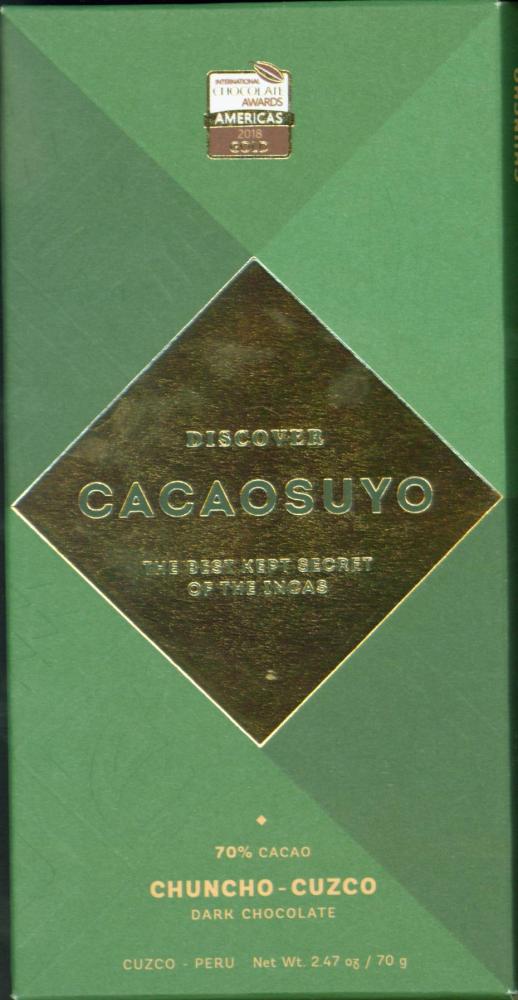 INTERNATIONAL
CHOCOLATE
AWARDS
AMERICAS
2018
GOLD
DISCOVER
CACAOSUYO
THE BEST KEPT SECRET
OF THE INCAS
70% CACAO
CHUNCHO - CUZCO
DARK CHOCOLATE
CUZCO - PERU Net Wt. 2.47 oz / 70 g
CHUNCHO